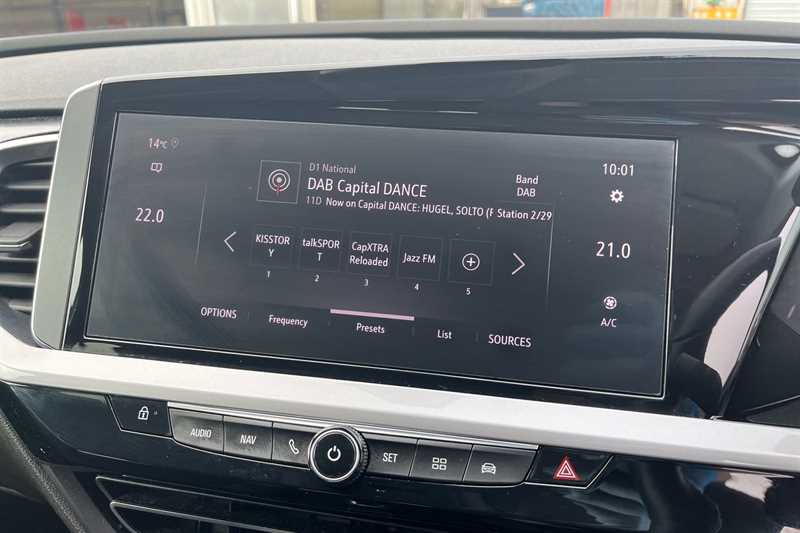 14°C
10:01
D1 National
DAB Capital DANCE
Band
DAB
11D Now on Capital DANCE: HUGEL, SOLTO (F Station 2/29
22.0
21.0
KISSTOR
Y
talkSPOR
T
CapXTRA
Reloaded
Jazz FM
1
2
3
4
5
A/C
OPTIONS
Frequency
Presets
List
SOURCES
AUDIO
NAV
SET